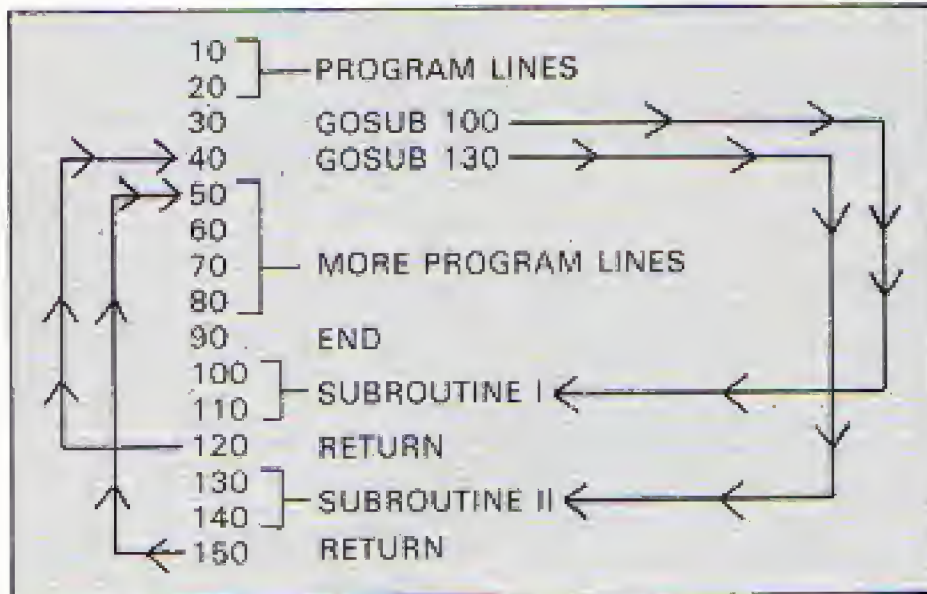 10
20 PROGRAM LINES
30 GOSUB 100
40 GOSUB 130
50
60
70 MORE PROGRAM LINES
80
90 END
100
110 SUBROUTINE I
120 RETURN
130
140 SUBROUTINE II
150 RETURN